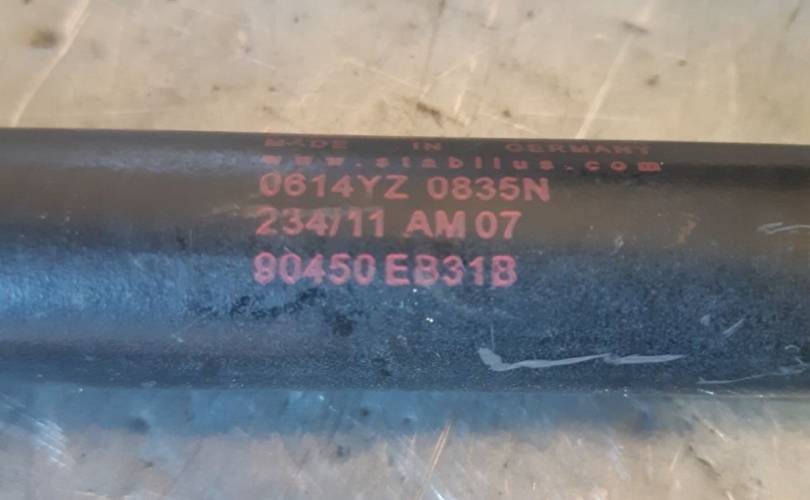 MADE IN GERMANY
www.stabilus.com
0614YZ 0835N
234/11 AM 07
90450 EB31B